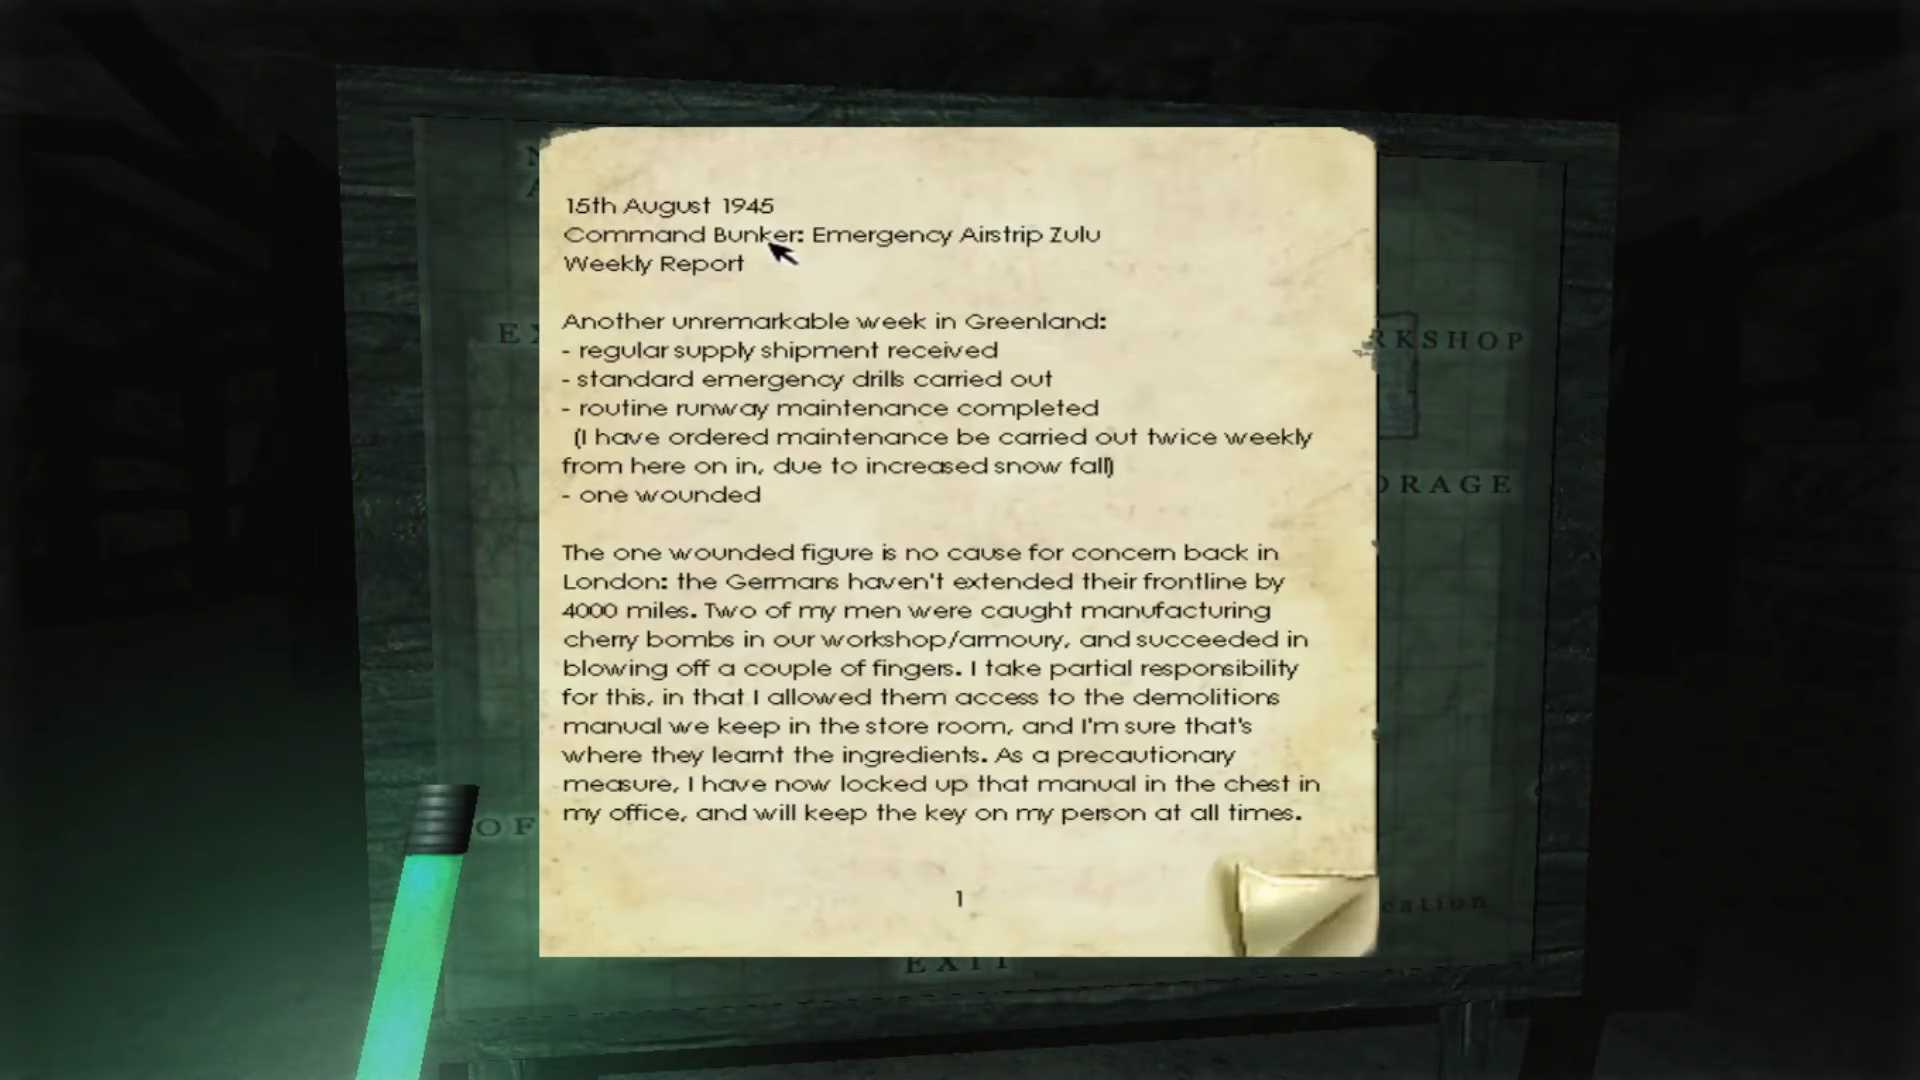 15th August 1945
Command Bunker: Emergency Airstrip Zulu
Weekly Report
Another unremarkable week in Greenland:
- regular supply shipment received
- standard emergency drills carried out
- routine runway maintenance completed
(I have ordered maintenance be carried out twice weekly
from here on in, due to increased snow fall)
- one wounded
The one wounded figure is no cause for concern back in
London: the Germans haven't extended their frontline by
4000 miles. Two of my men were caught manufacturing
cherry bombs in our workshop/armoury, and succeeded in
blowing off a couple of fingers. I take partial responsibility
for this, in that I allowed them access to the demolitions
manual we keep in the store room, and I'm sure that's
where they learnt the ingredients. As a precautionary
measure, I have now locked up that manual in the chest in
my office, and will keep the key on my person at all times.
1
RKSHOP
ORAGE
OF
cation
EXIT